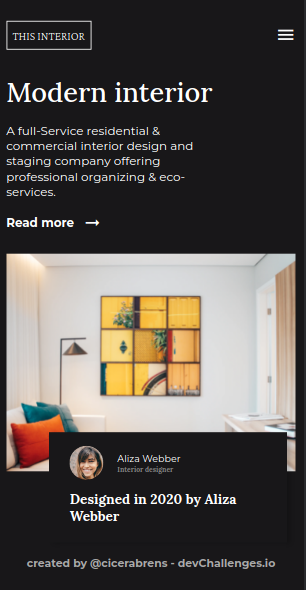 THIS INTERIOR
Modern interior
A full-Service residential &
commercial interior design and
staging company offering
professional organizing & eco-
services.
Read more
Aliza Webber
Interior designer
Designed in 2020 by Aliza
Webber
created by @cicerabrens - devChallenges.io